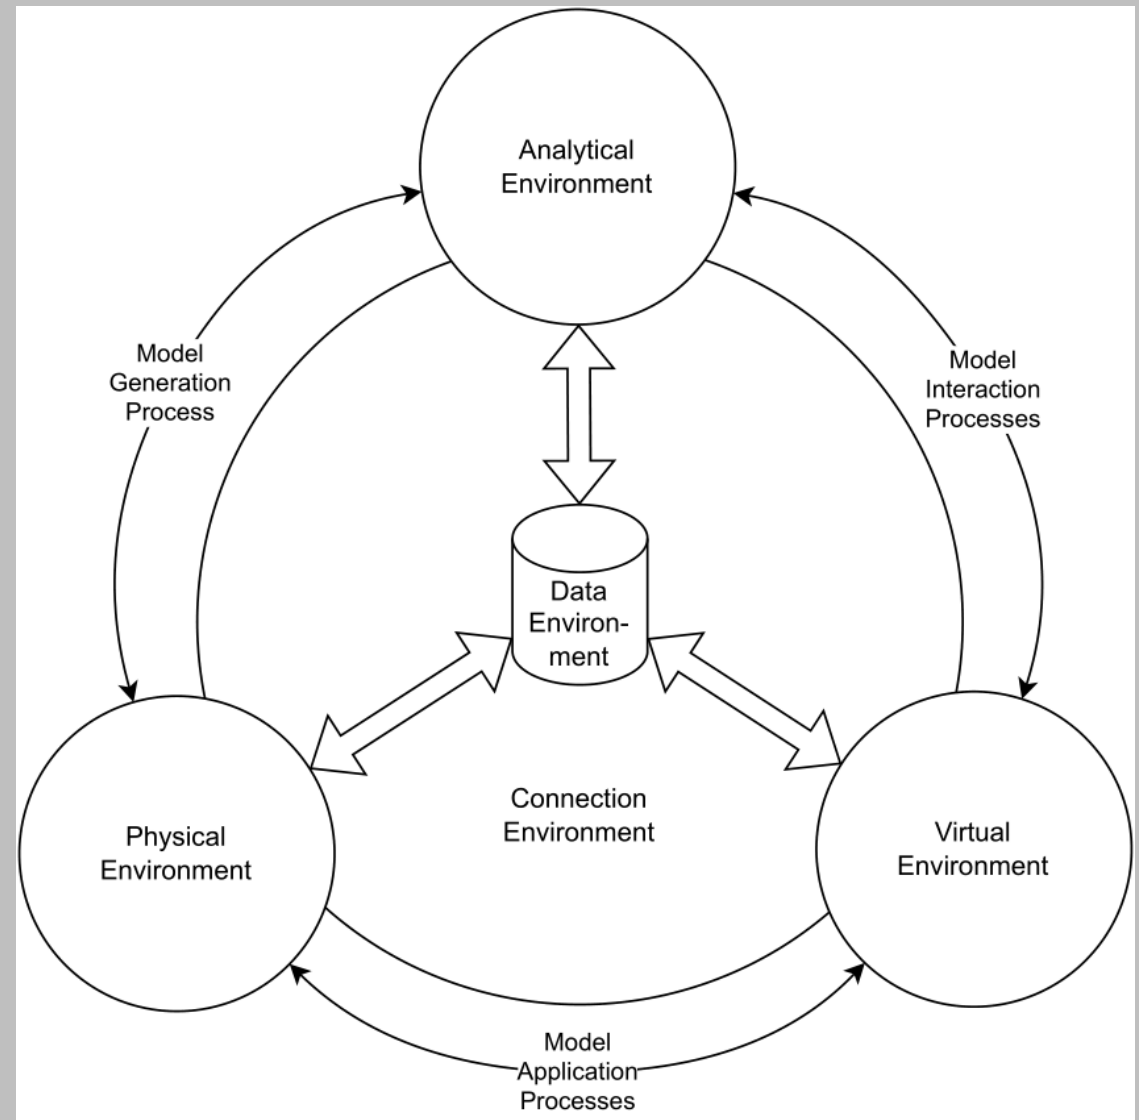 Analytical
Environment
Model
Generation
Process
Model
Interaction
Processes
Data
Environ-
ment
Connection
Environment
Physical
Environment
Virtual
Environment
Model
Application
Processes